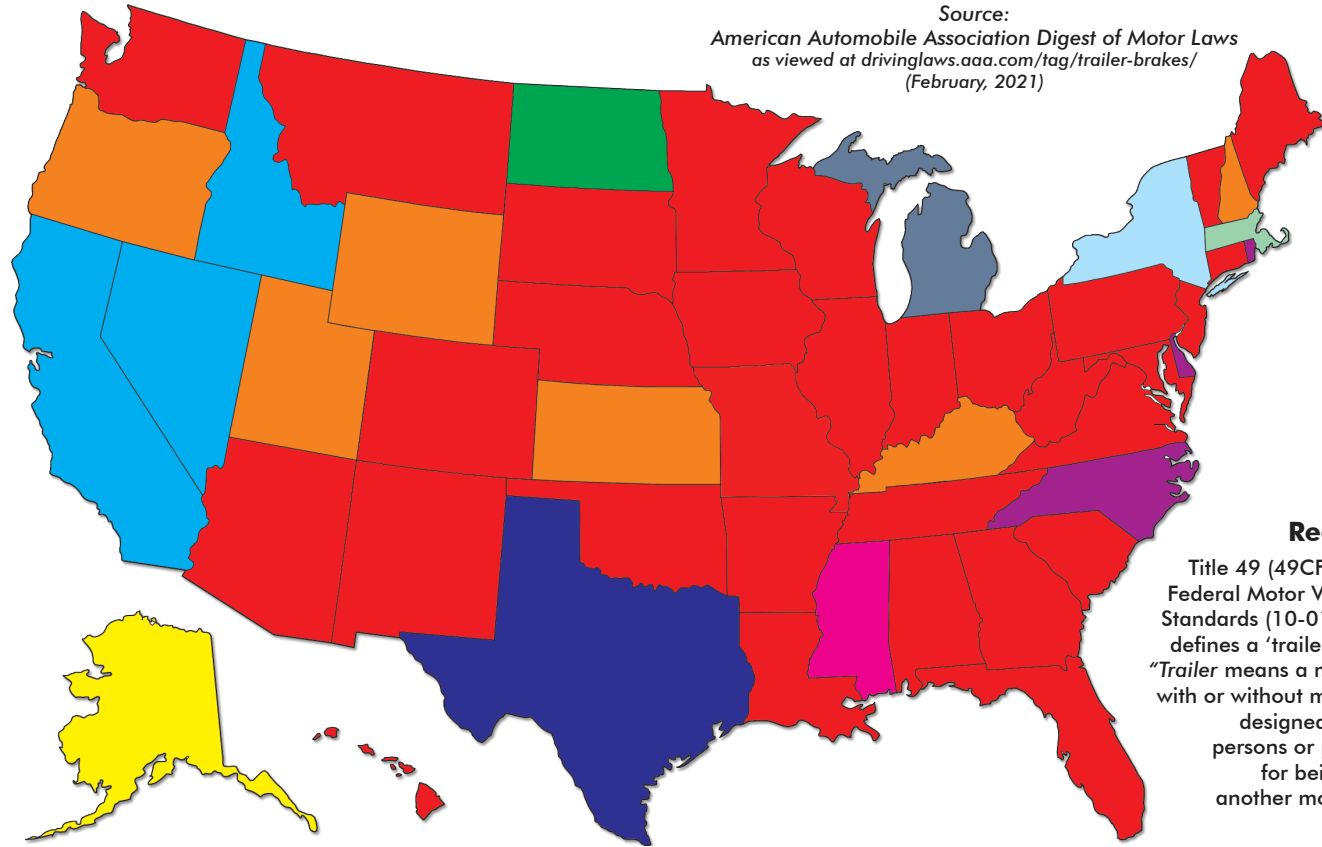 Source:
American Automobile Association Digest of Motor Laws
as viewed at drivinglaws.aaa.com/tag/trailer-brakes/
(February, 2021)
Re
Title 49 (49CF
Federal Motor V
Standards (10-0
defines a ‘traile
“Trailer means a m
with or without m
designed
persons or p
for bei
another mo